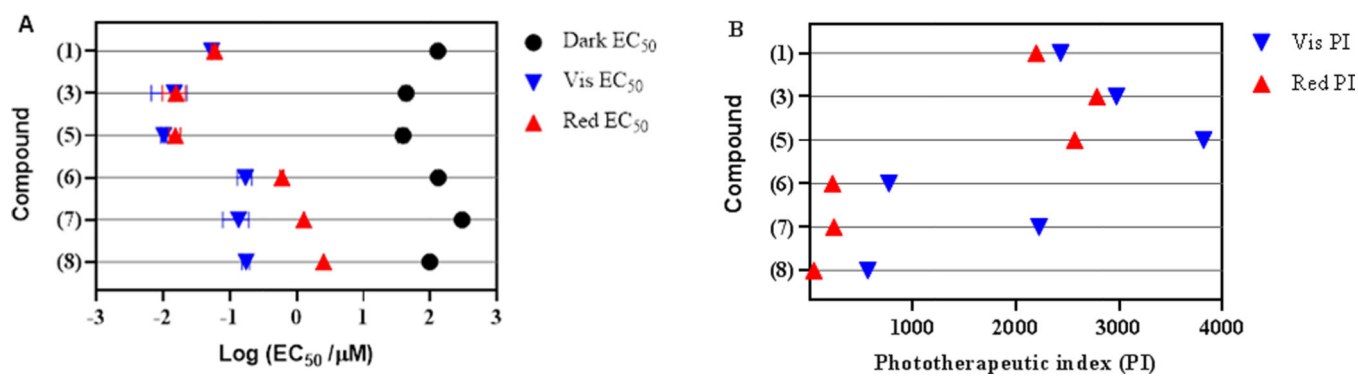 A
Compound
(1)
(3)
(5)
(6)
(7)
(8)
-3 -2 -1 0 1 2 3
Log (EC50 /μM)
Dark EC50
Vis EC50
Red EC50
B
Compound
(1)
(3)
(5)
(6)
(7)
(8)
1000 2000 3000 4000
Phototherapeutic index (PI)
Vis PI
Red PI